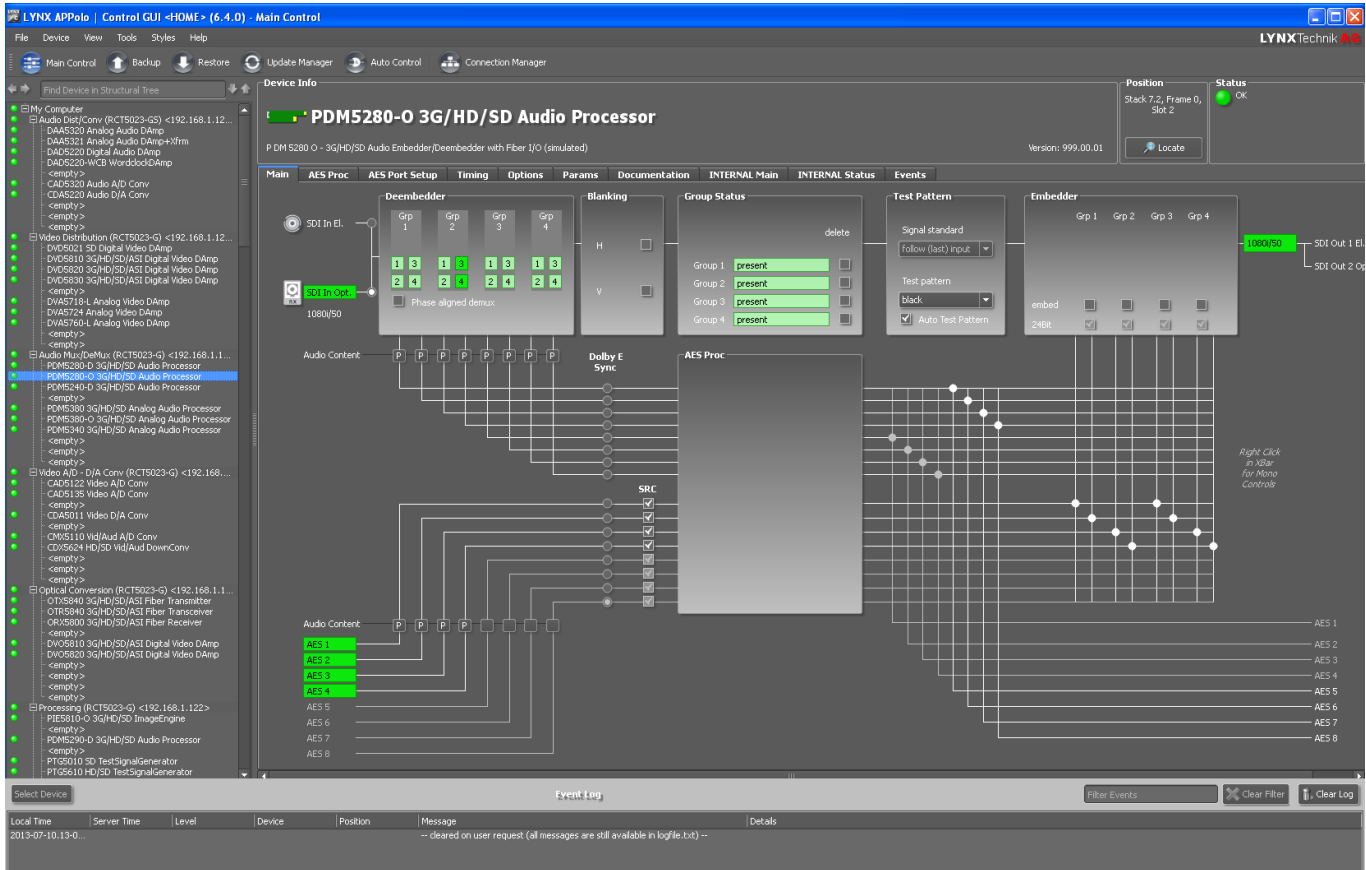 LYNX APPolo | Control GUI <HOME> (6.4.0) - Main Control
File Device View Tools Styles Help
LYNXTechnik AG
Main Control Backup Restore Update Manager Auto Control Connection Manager
Find Device in Structural Tree
My Computer
Audio Dist/Conv (RCT5023-GS) <192.168.1.12...
DAA5320 Analog Audio DAmp
DAA5321 Analog Audio DAmp+Xfrm
DAD5220 Digital Audio DAmp
DAD5220-WCB WordclockDAmp
<empty>
CAD5320 Audio A/D Conv
CDA5220 Audio D/A Conv
<empty>
<empty>
<empty>
Video Distribution (RCT5023-G) <192.168.1.12...
DVD5021 SD Digital Video DAmp
DVD5810 3G/HD/SD/ASI Digital Video DAmp
DVD5820 3G/HD/SD/ASI Digital Video DAmp
DVD5830 3G/HD/SD/ASI Digital Video DAmp
<empty>
DVA5718-L Analog Video DAmp
DVA5724 Analog Video DAmp
DVA5760-L Analog Video DAmp
<empty>
<empty>
Audio Mux/DeMux (RCT5023-G) <192.168.1.1...
PDM5280-D 3G/HD/SD Audio Processor
PDM5280-O 3G/HD/SD Audio Processor
PDM5240-D 3G/HD/SD Audio Processor
<empty>
PDM5380 3G/HD/SD Analog Audio Processor
PDM5380-O 3G/HD/SD Analog Audio Processor
PDM5340 3G/HD/SD Analog Audio Processor
<empty>
<empty>
<empty>
Video A/D - D/A Conv (RCT5023-G) <192.168....
CAD5122 Video A/D Conv
CAD5135 Video A/D Conv
<empty>
CDA5011 Video D/A Conv
<empty>
CMX5110 Vid/Aud A/D Conv
CDX5624 HD/SD Vid/Aud DownConv
<empty>
<empty>
<empty>
Optical Conversion (RCT5023-G) <192.168.1.1...
OTX5840 3G/HD/SD/ASI Fiber Transmitter
OTR5840 3G/HD/SD/ASI Fiber Transceiver
ORX5800 3G/HD/SD/ASI Fiber Receiver
<empty>
DVO5810 3G/HD/SD/ASI Digital Video DAmp
DVO5820 3G/HD/SD/ASI Digital Video DAmp
<empty>
<empty>
<empty>
<empty>
Processing (RCT5023-G) <192.168.1.122>
PIE5810-O 3G/HD/SD ImageEngine
<empty>
PDM5290-D 3G/HD/SD Audio Processor
<empty>
PTG5010 SD TestSignalGenerator
PTG5610 HD/SD TestSignalGenerator
Device Info
PDM5280-O 3G/HD/SD Audio Processor
P DM 5280 O - 3G/HD/SD Audio Embedder/Deembedder with Fiber I/O (simulated)
Version: 999.00.01
Position
Stack 7.2, Frame 0, Slot 2
Locate
Status
OK
Main AES Proc AES Port Setup Timing Options Params Documentation INTERNAL Main INTERNAL Status Events
SDI In El.
SDI In Opt.
1080i/50
Deembedder
Grp 1 Grp 2 Grp 3 Grp 4
1 3 1 3 1 3 1 3
2 4 2 4 2 4 2 4
Phase aligned demux
Blanking
H
V
Group Status
delete
Group 1 present
Group 2 present
Group 3 present
Group 4 present
Test Pattern
Signal standard
follow (last) input
Test pattern
black
Auto Test Pattern
Embedder
Grp 1 Grp 2 Grp 3 Grp 4
embed
24Bit
1080i/50
SDI Out 1 El.
SDI Out 2 Op
Audio Content P P P P P P P P
Dolby E Sync
AES Proc
SRC
Right Click in XBar for Mono Controls
Audio Content P P P P
AES 1
AES 2
AES 3
AES 4
AES 5
AES 6
AES 7
AES 8
AES 1
AES 2
AES 3
AES 4
AES 5
AES 6
AES 7
AES 8
Select Device
Event Log
Filter Events
Clear Filter
Clear Log
Local Time Server Time Level Device Position Message Details
2013-07-10.13-0... -- cleared on user request (all messages are still available in logfile.txt) --